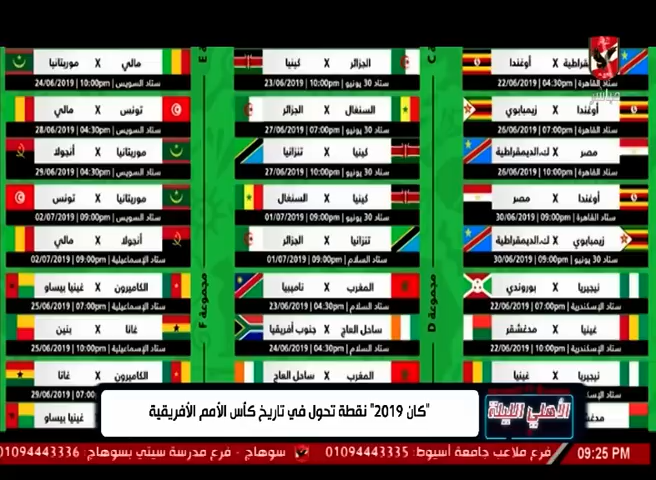 الديمقراطية X أوغندا
ستاد القاهرة | 04:30pm | 22/06/2019
أوغندا X زيمبابوي
ستاد القاهرة | 07:00pm | 26/06/2019
مصر X ك.الديمقراطية
ستاد القاهرة | 10:00pm | 26/06/2019
أوغندا X مصر
ستاد القاهرة | 09:00pm | 30/06/2019
زيمبابوي X ك.الديمقراطية
ستاد 30 يونيو | 09:00pm | 30/06/2019
نيجيريا X بوروندي
ستاد الإسكندرية | 07:00pm | 22/06/2019
غينيا X مدغشقر
ستاد الإسكندرية | 10:00pm | 22/06/2019
نيجيريا X غينيا
مباشر
C
الجزائر X كينيا
ستاد 30 يونيو | 10:00pm | 23/06/2019
السنغال X الجزائر
ستاد 30 يونيو | 07:00pm | 27/06/2019
كينيا X تنزانيا
ستاد 30 يونيو | 10:00pm | 27/06/2019
كينيا X السنغال
ستاد 30 يونيو | 09:00pm | 01/07/2019
تنزانيا X الجزائر
ستاد السلام | 09:00pm | 01/07/2019
مجموعة D
المغرب X ناميبيا
ستاد السلام | 04:30pm | 23/06/2019
ساحل العاج X جنوب أفريقيا
ستاد السلام | 04:30pm | 24/06/2019
المغرب X ساحل العاج
E
مالي X موريتانيا
ستاد السويس | 10:00pm | 24/06/2019
تونس X مالي
ستاد السويس | 04:30pm | 28/06/2019
موريتانيا X أنجولا
ستاد السويس | 04:30pm | 29/06/2019
موريتانيا X تونس
ستاد السويس | 09:00pm | 02/07/2019
أنجولا X مالي
ستاد الإسماعيلية | 09:00pm | 02/07/2019
مجموعة F
الكاميرون X غينيا بيساو
ستاد الإسماعيلية | 07:00pm | 25/06/2019
غانا X بنين
ستاد الإسماعيلية | 10:00pm | 25/06/2019
الكاميرون X غانا
07:00 | 29/06/2019
غينيا بيساو
الأهلي الليلة
"كان 2019" نقطة تحول في تاريخ كأس الأمم الأفريقية
09:25 PM
فرع ملاعب جامعة أسيوط: 01094443335 سوهاج - فرع مدرسة سيتي بسوهاج: 01094443336